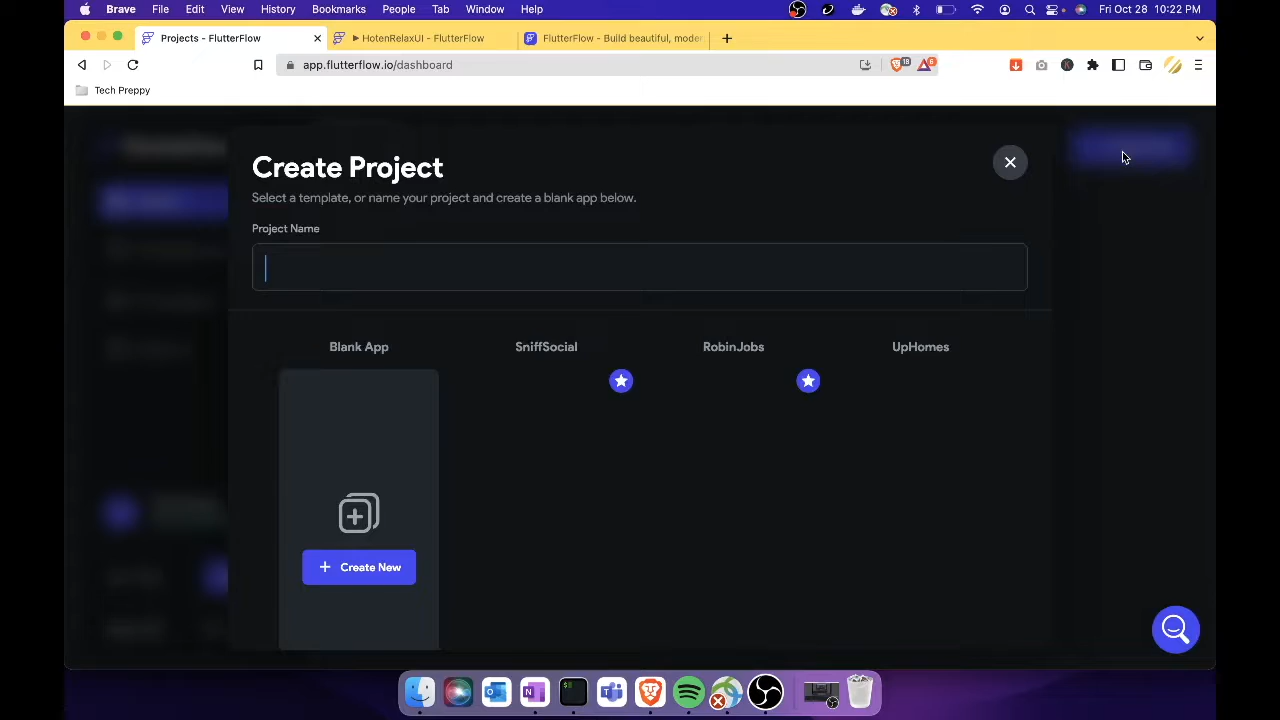 Brave File Edit View History Bookmarks People Tab Window Help Fri Oct 28 10:22 PM
Projects - FlutterFlow HotenRelaxUI - FlutterFlow FlutterFlow - Build beautiful, moder
app.flutterflow.io/dashboard 18 6
Tech Preppy
Create Project
Select a template, or name your project and create a blank app below.
Project Name
Blank App SniffSocial RobinJobs UpHomes
+ Create New